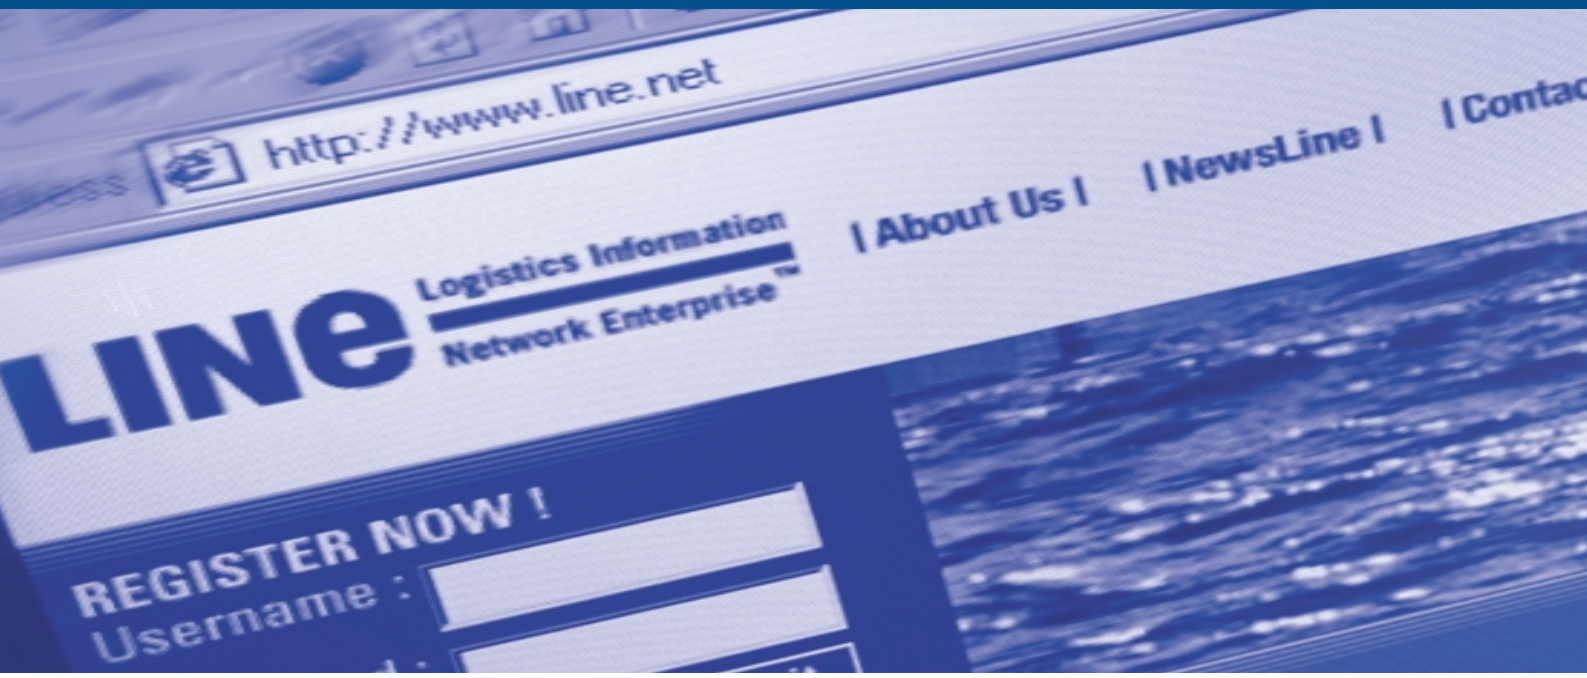 http://www.line.net
LINe
Logistics Information
Network Enterprise™
| About Us |
| NewsLine |
| Contac
REGISTER NOW !
Username :